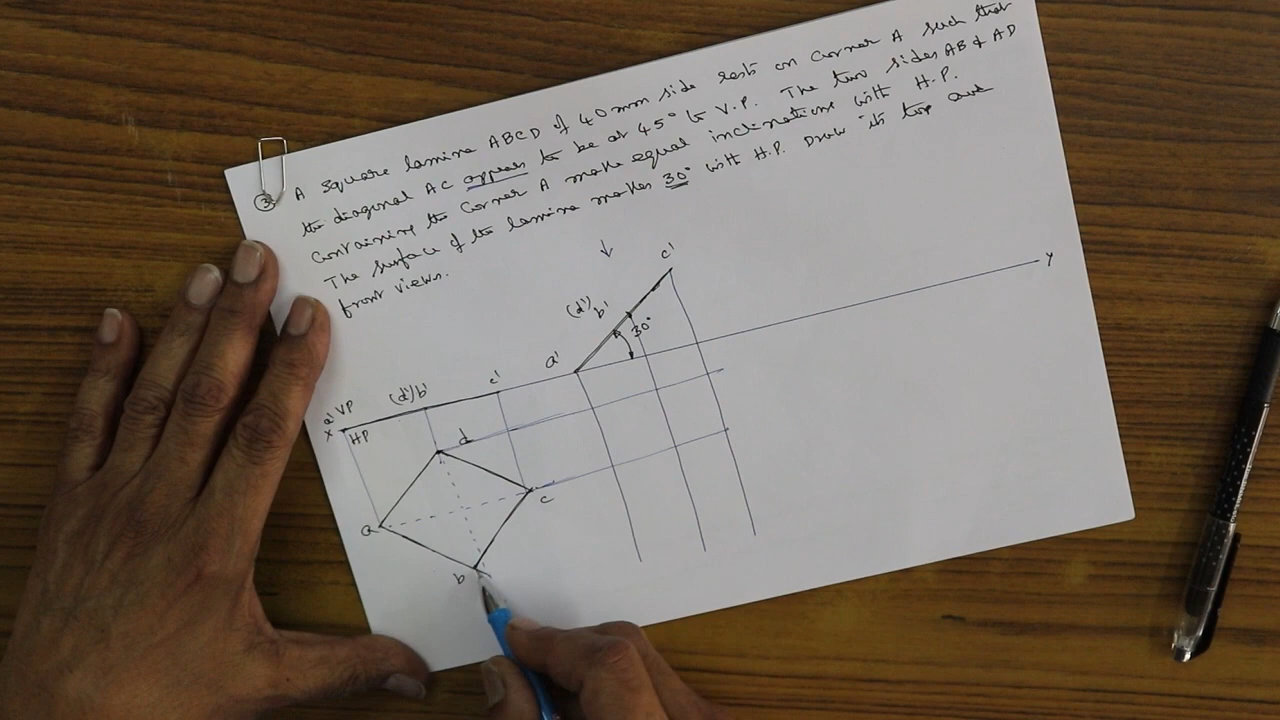 ③ A square lamina ABCD of 40mm side rests on corner A such that
the diagonal AC appears to be at 45° to V.P. The two sides AB & AD
containing the corner A make equal inclinations with H.P.
The surface of the lamina makes 30° with H.P. Draw its top and
front views.
c'
y
(d') b'
30°
a'
c'
(d')b'
a' VP
x HP
d
c
a
b